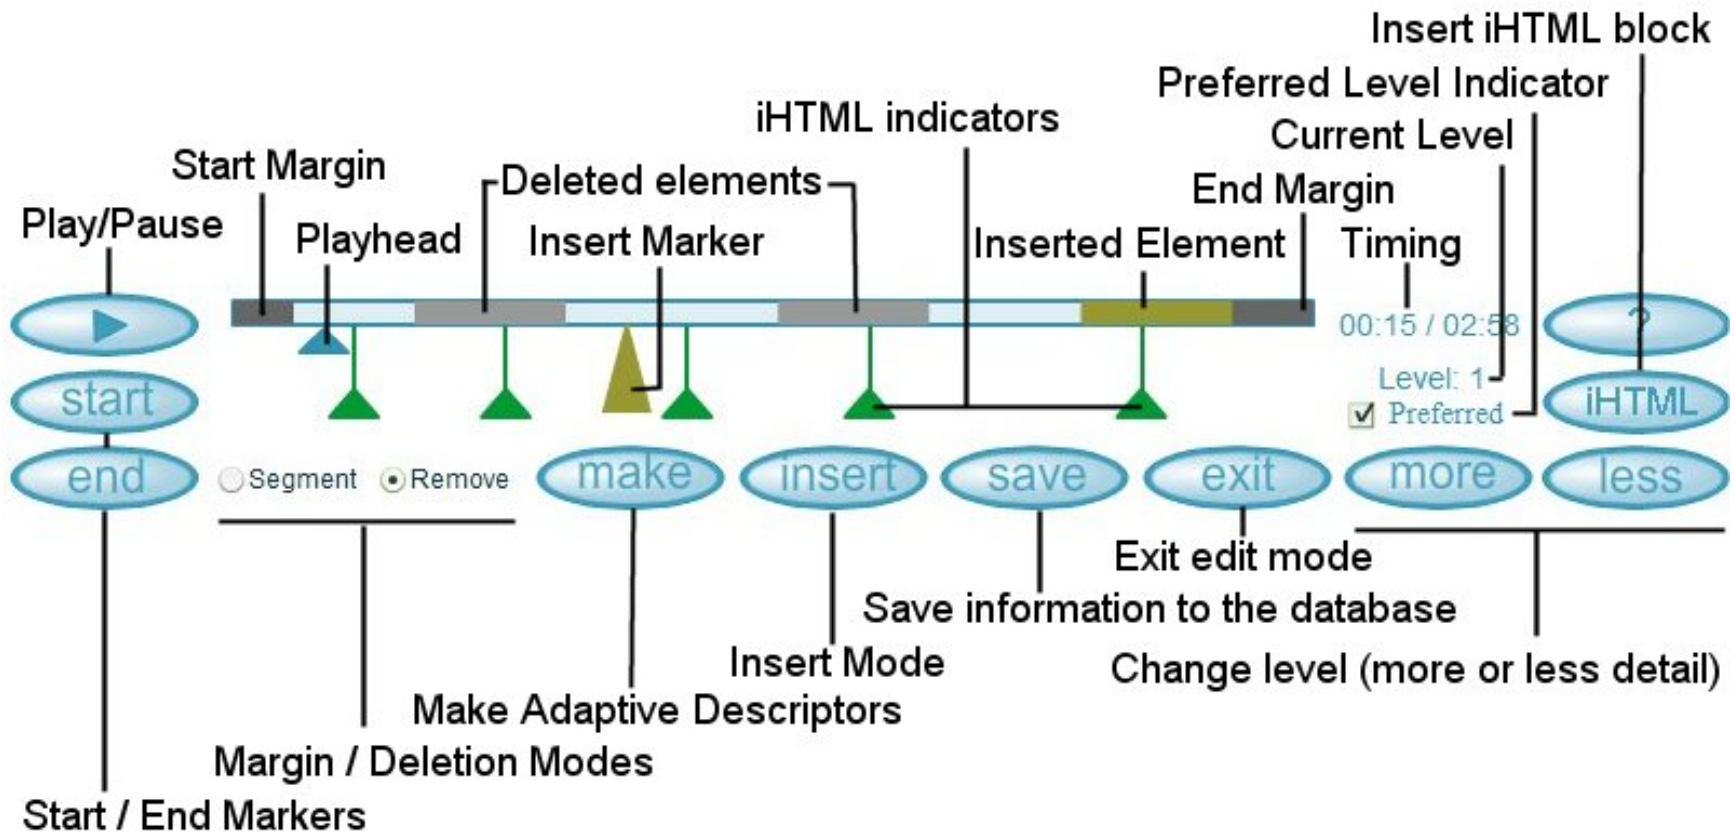 Insert iHTML block
Preferred Level Indicator
iHTML indicators
Current Level
Start Margin
Deleted elements
End Margin
Play/Pause
Playhead
Insert Marker
Inserted Element
Timing
00:15 / 02:58
?
Level: 1
start
iHTML
Preferred
end
Segment
Remove
make
insert
save
exit
more
less
Exit edit mode
Save information to the database
Insert Mode
Change level (more or less detail)
Make Adaptive Descriptors
Margin / Deletion Modes
Start / End Markers